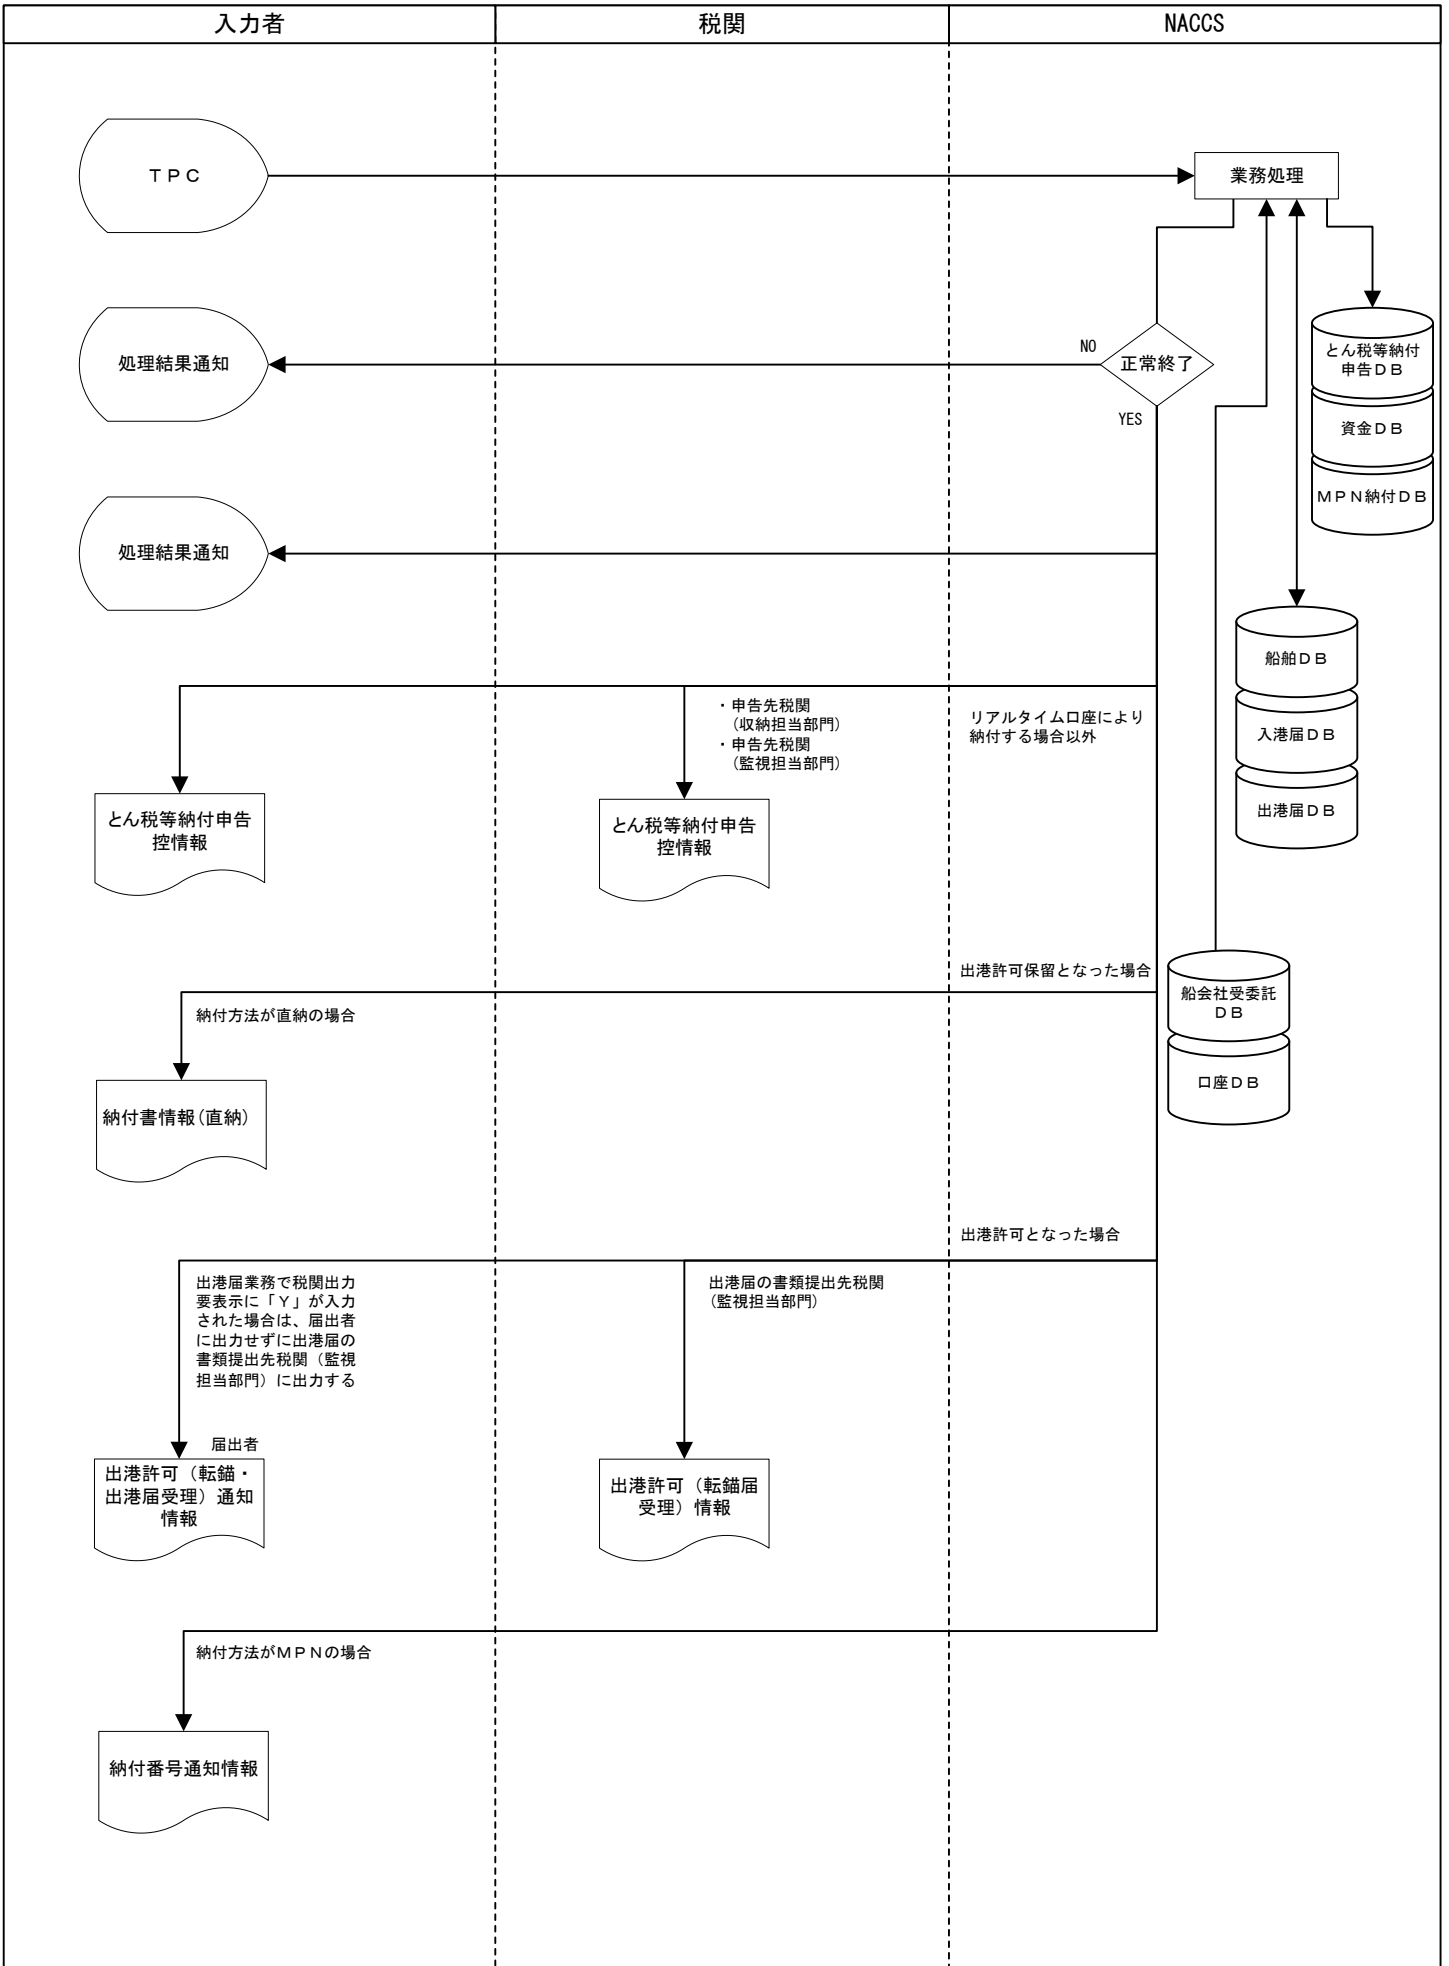 入力者
税関
NACCS
ＴＰＣ
業務処理
処理結果通知
NO
正常終了
YES
とん税等納付
申告ＤＢ
資金ＤＢ
ＭＰＮ納付ＤＢ
処理結果通知
船舶ＤＢ
入港届ＤＢ
出港届ＤＢ
・申告先税関
（収納担当部門）
・申告先税関
（監視担当部門）
リアルタイム口座により
納付する場合以外
とん税等納付申告
控情報
とん税等納付申告
控情報
出港許可保留となった場合
納付方法が直納の場合
船会社受委託
ＤＢ
口座ＤＢ
納付書情報（直納）
出港許可となった場合
出港届業務で税関出力
要表示に「Ｙ」が入力
された場合は、届出者
に出力せずに出港届の
書類提出先税関（監視
担当部門）に出力する
出港届の書類提出先税関
（監視担当部門）
届出者
出港許可（転錨・
出港届受理）通知
情報
出港許可（転錨届
受理）情報
納付方法がＭＰＮの場合
納付番号通知情報